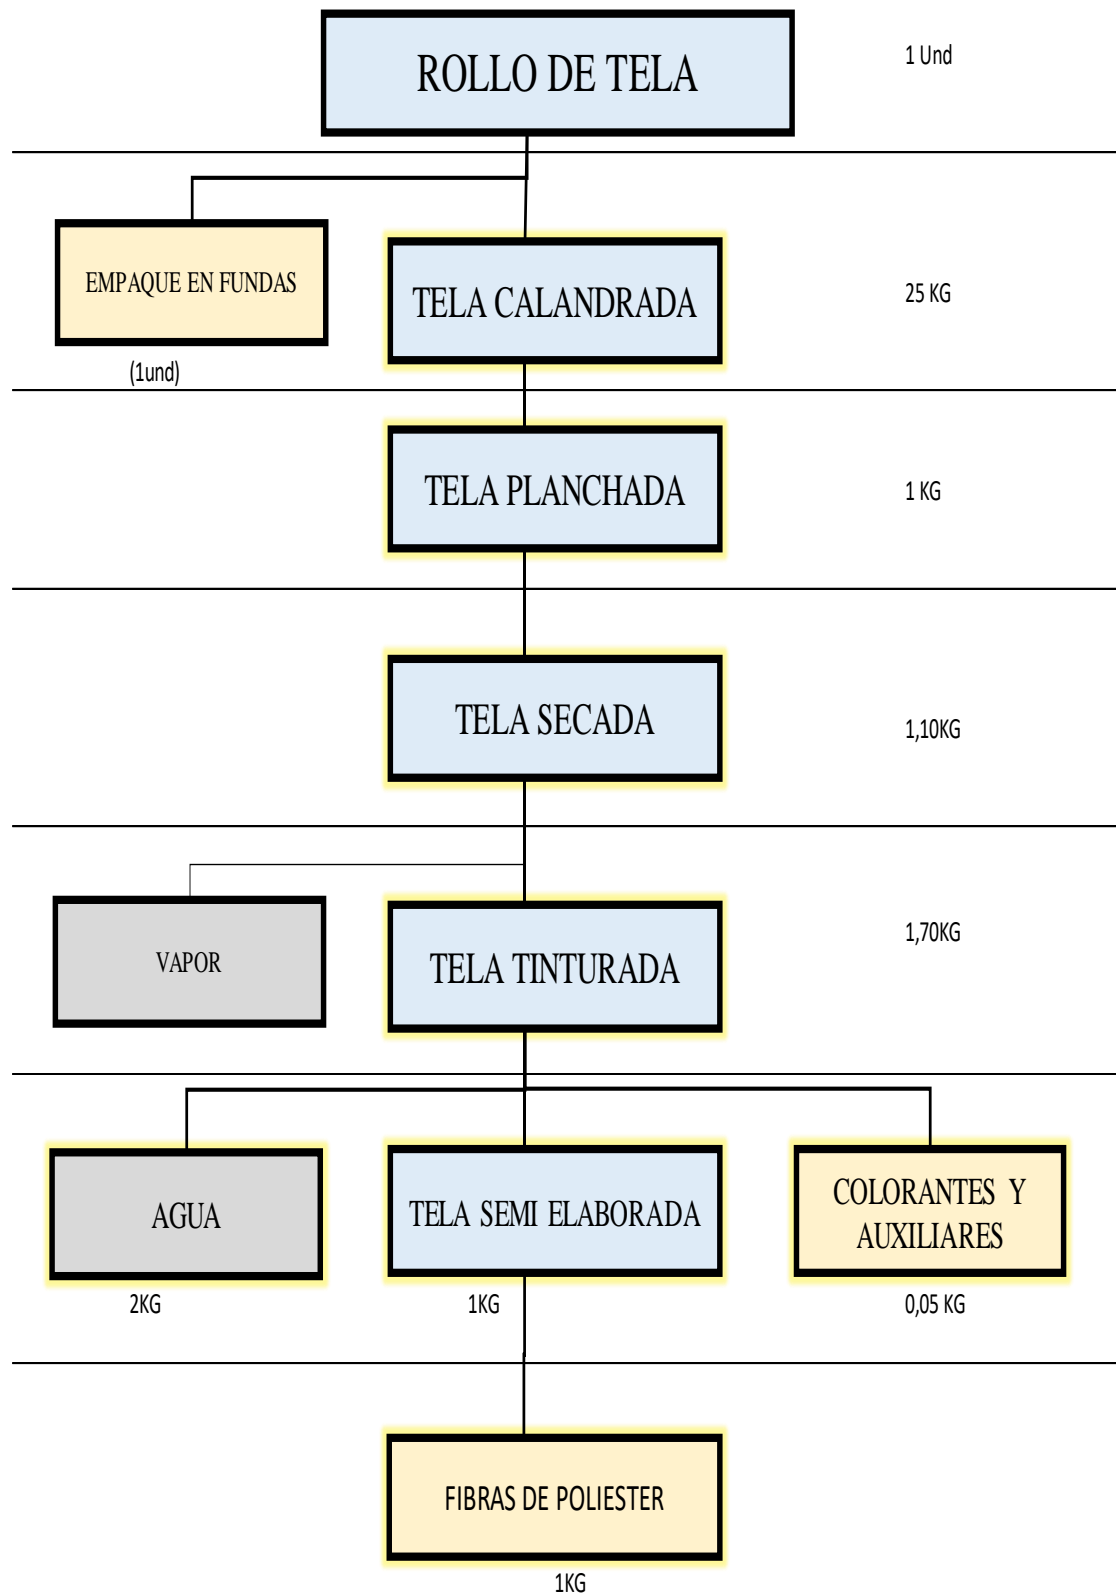 ROLLO DE TELA
1 Und
EMPAQUE EN FUNDAS
(1und)
TELA CALANDRADA
25 KG
TELA PLANCHADA
1 KG
TELA SECADA
1,10KG
VAPOR
TELA TINTURADA
1,70KG
AGUA
2KG
TELA SEMI ELABORADA
1KG
COLORANTES Y
AUXILIARES
0,05 KG
FIBRAS DE POLIESTER
1KG